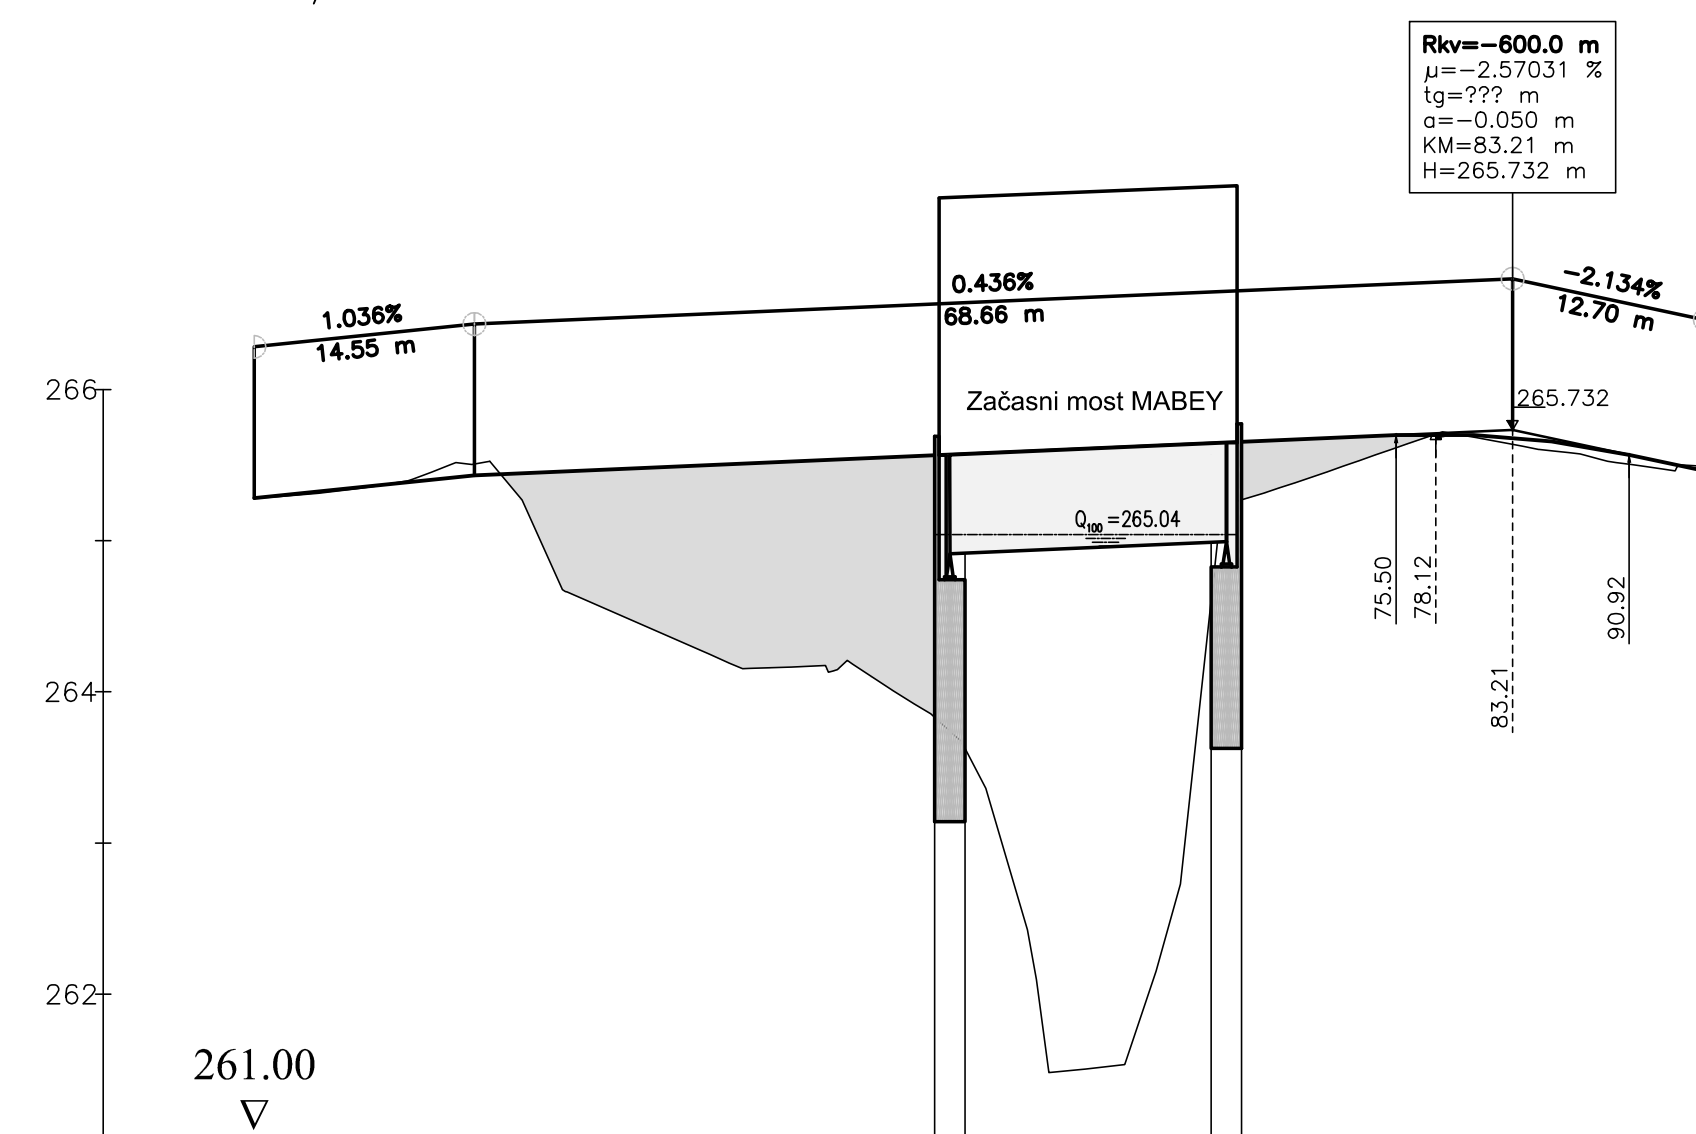 Rkv=-600.0 m
μ=-2.57031 %
tg=??? m
a=-0.050 m
KM=83.21 m
H=265.732 m
1.036%
14.55 m
0.436%
68.66 m
-2.134%
12.70 m
266
Začasni most MABEY
265.732
Q100 =265.04
75.50
78.12
90.92
83.21
264
262
261.00